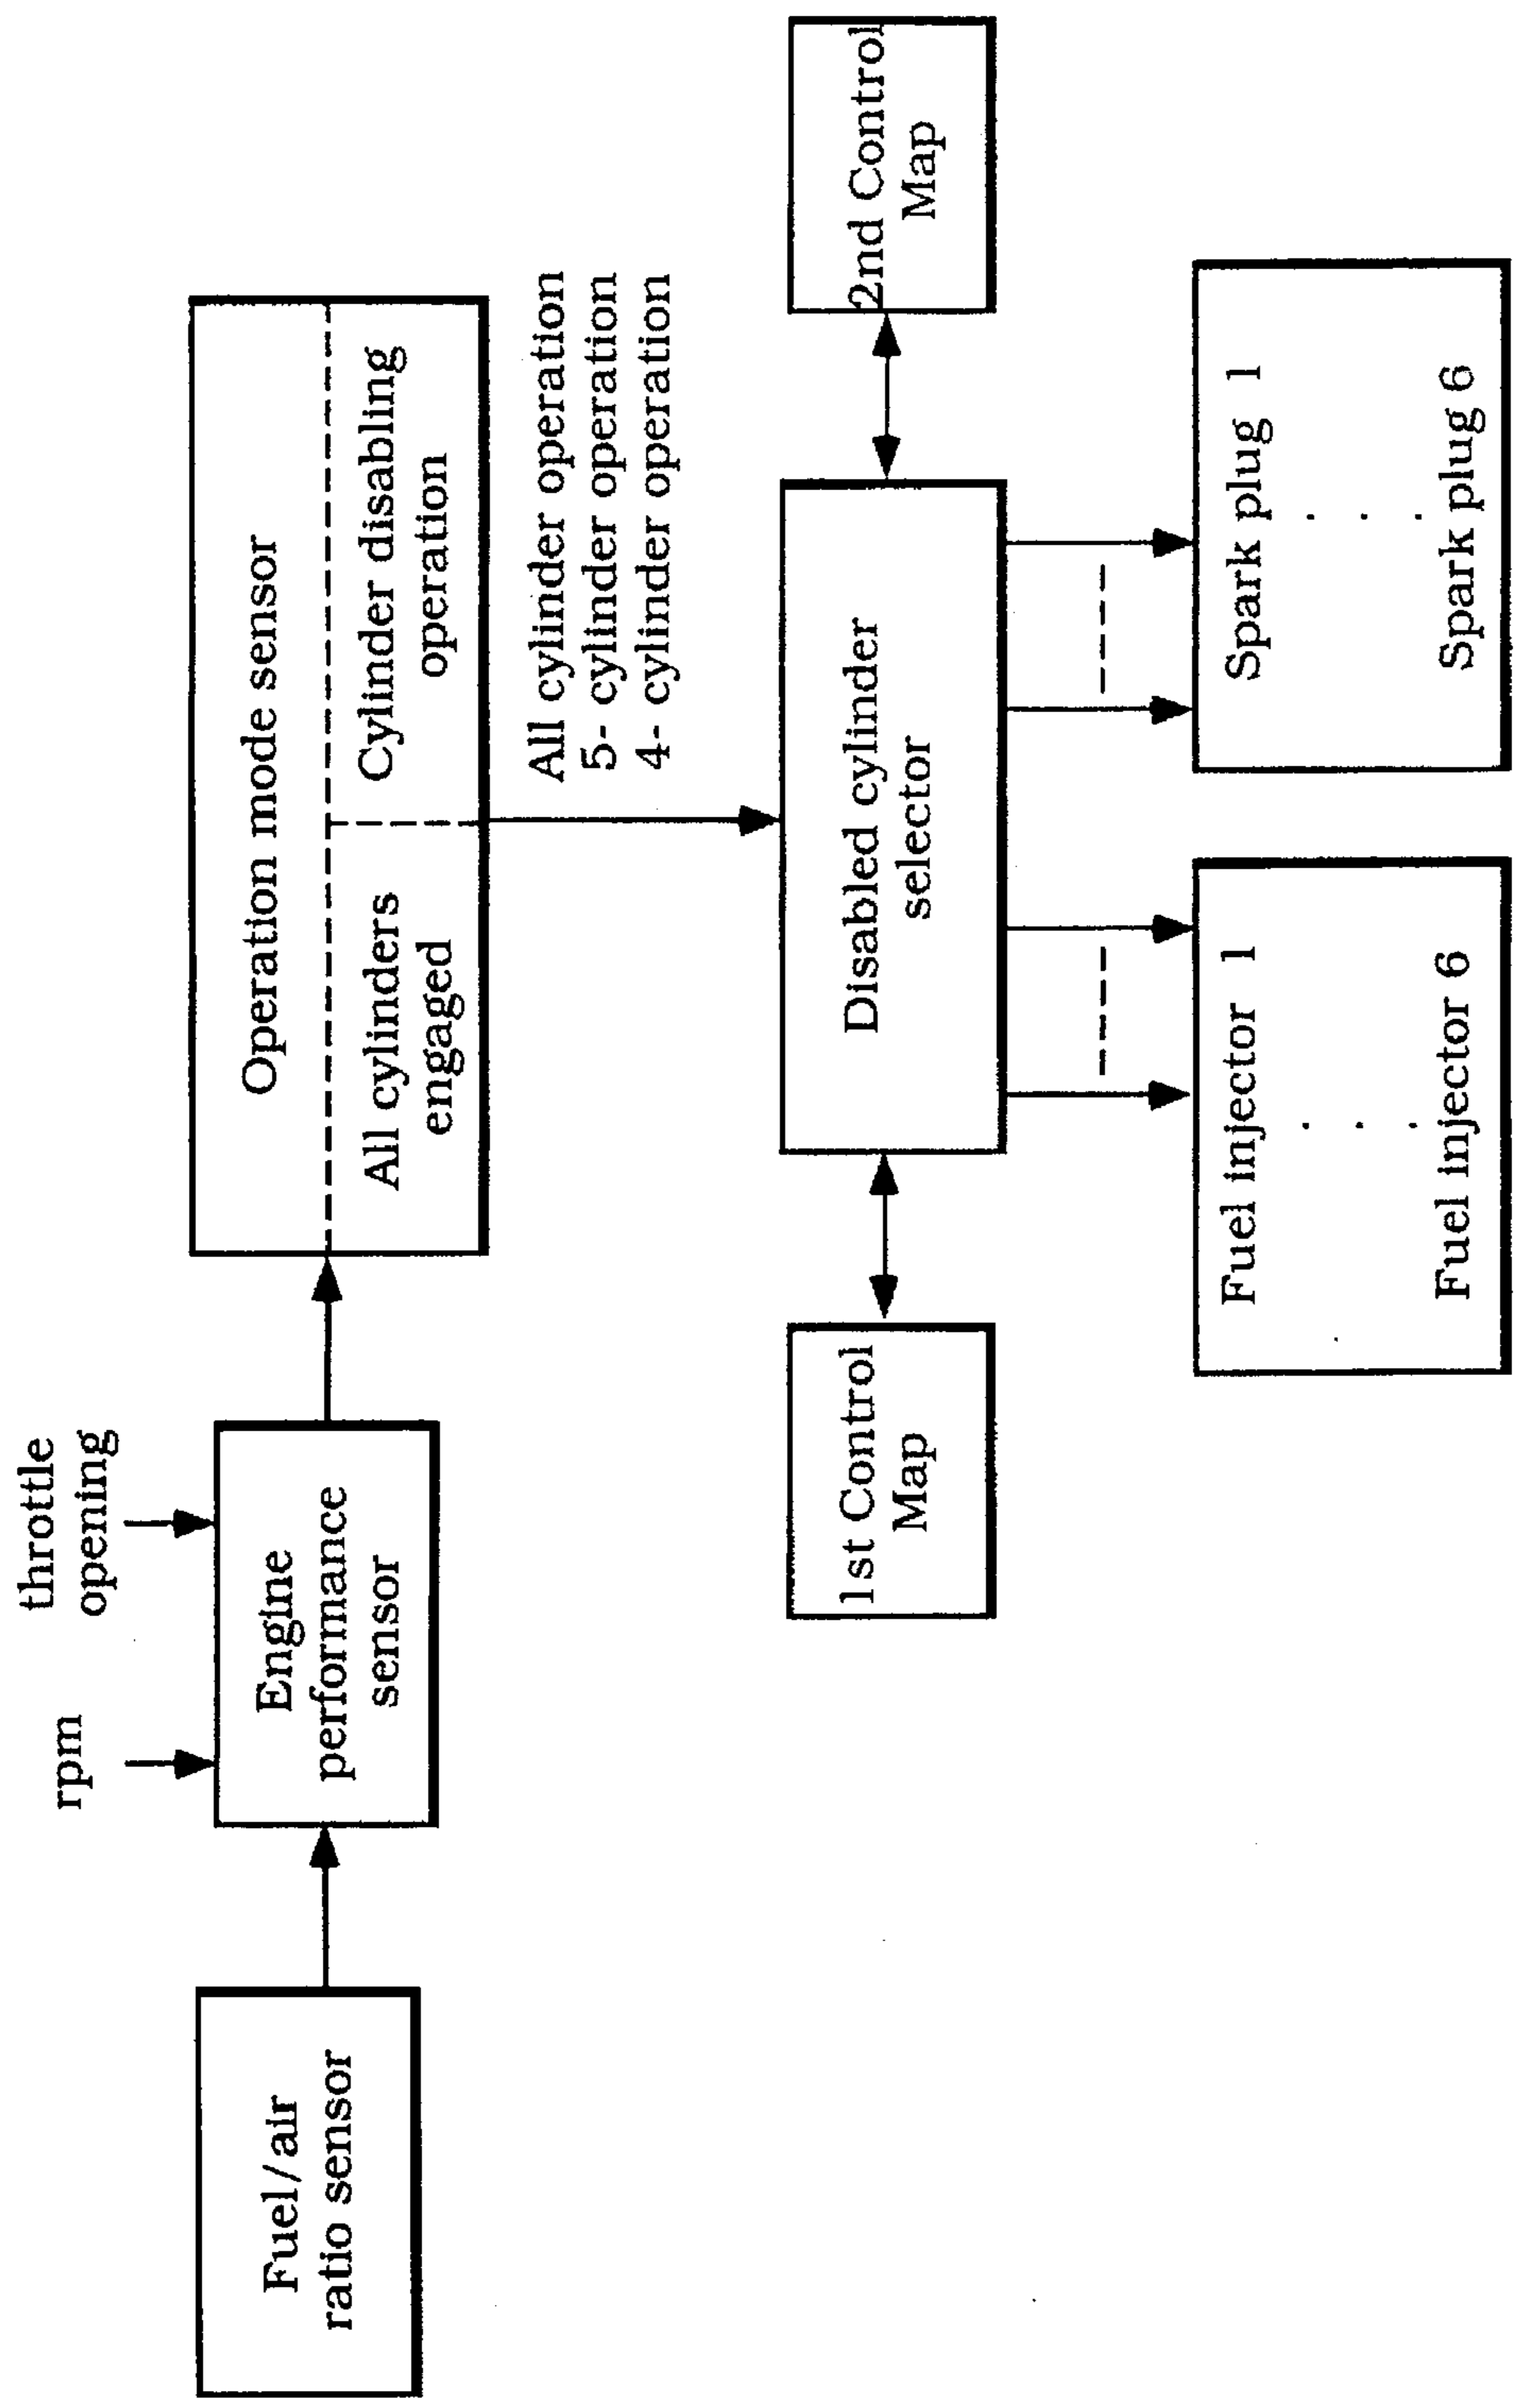 Fuel/air
ratio sensor
rpm
throttle
opening
Engine
performance
sensor
Operation mode sensor
All cylinders
engaged
Cylinder disabling
operation
All cylinder operation
5- cylinder operation
4- cylinder operation
1st Control
Map
Disabled cylinder
selector
2nd Control
Map
Fuel injector 1
Fuel injector 6
Spark plug 1
Spark plug 6